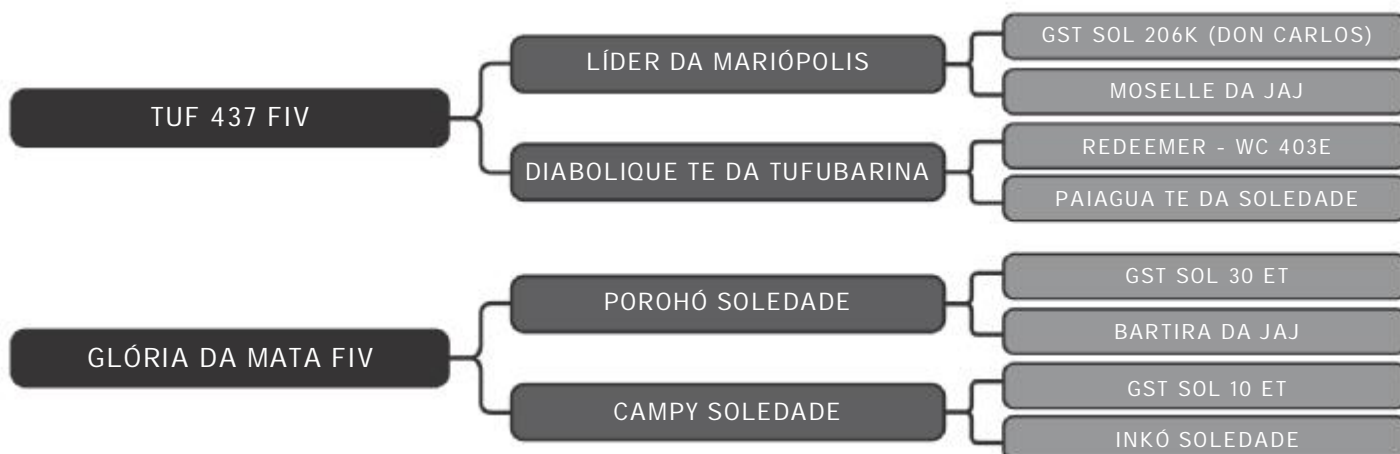 TUF 437 FIV
LÍDER DA MARIÓPOLIS
GST SOL 206K (DON CARLOS)
MOSELLE DA JAJ
DIABOLIQUE TE DA TUFUBARINA
REDEEMER - WC 403E
PAIAGUA TE DA SOLEDADE
GLÓRIA DA MATA FIV
POROHÓ SOLEDADE
GST SOL 30 ET
BARTIRA DA JAJ
CAMPY SOLEDADE
GST SOL 10 ET
INKÓ SOLEDADE